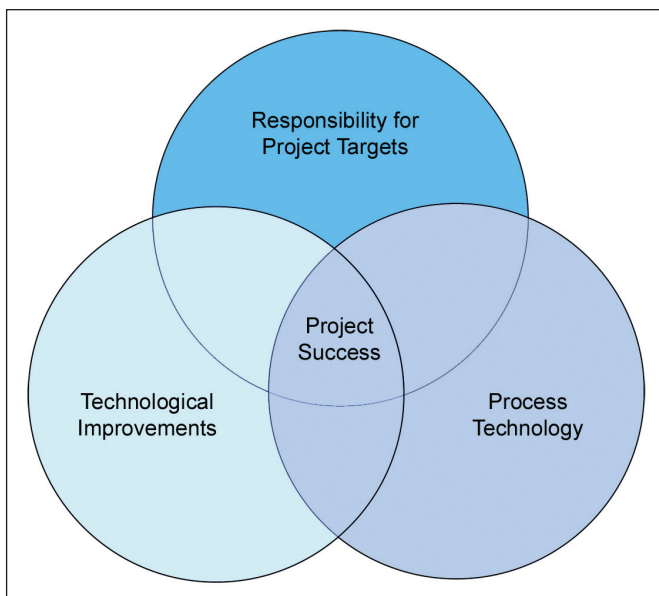 Responsibility for
Project Targets
Project
Success
Technological
Improvements
Process
Technology